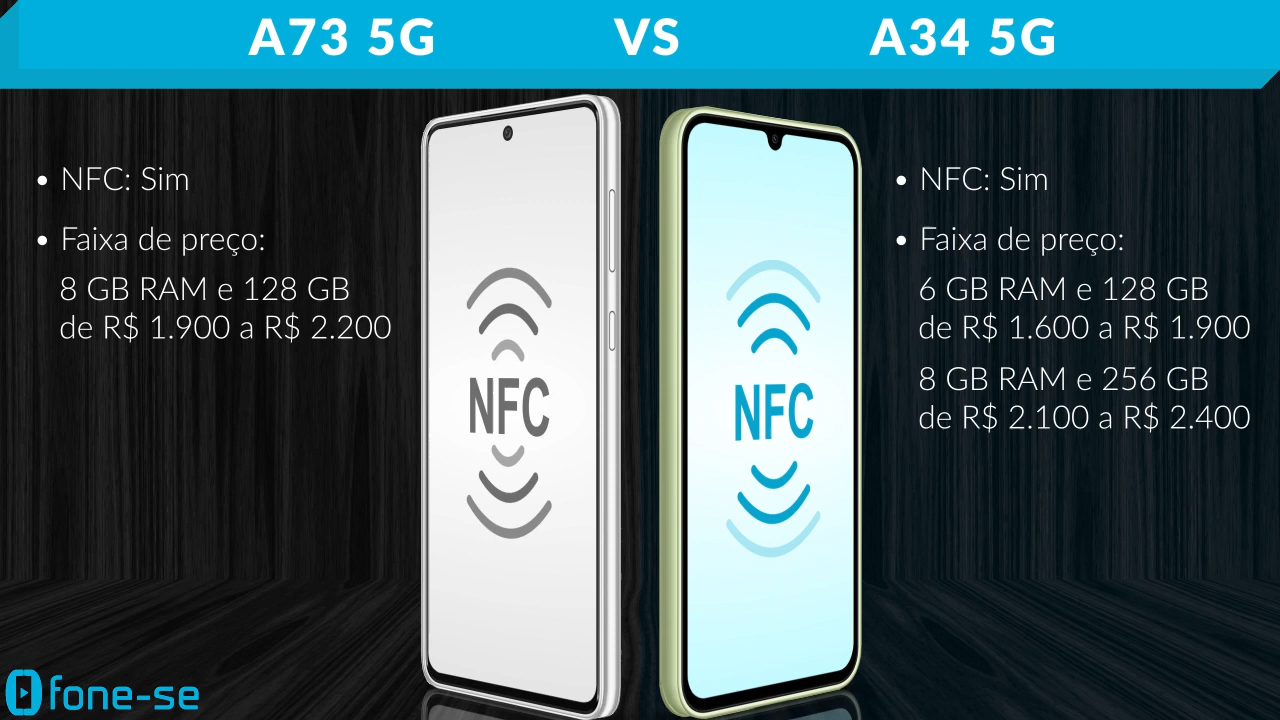 A73 5G VS A34 5G
• NFC: Sim
• Faixa de preço:
8 GB RAM e 128 GB
de R$ 1.900 a R$ 2.200
NFC
NFC
• NFC: Sim
• Faixa de preço:
6 GB RAM e 128 GB
de R$ 1.600 a R$ 1.900
8 GB RAM e 256 GB
de R$ 2.100 a R$ 2.400
fone-se